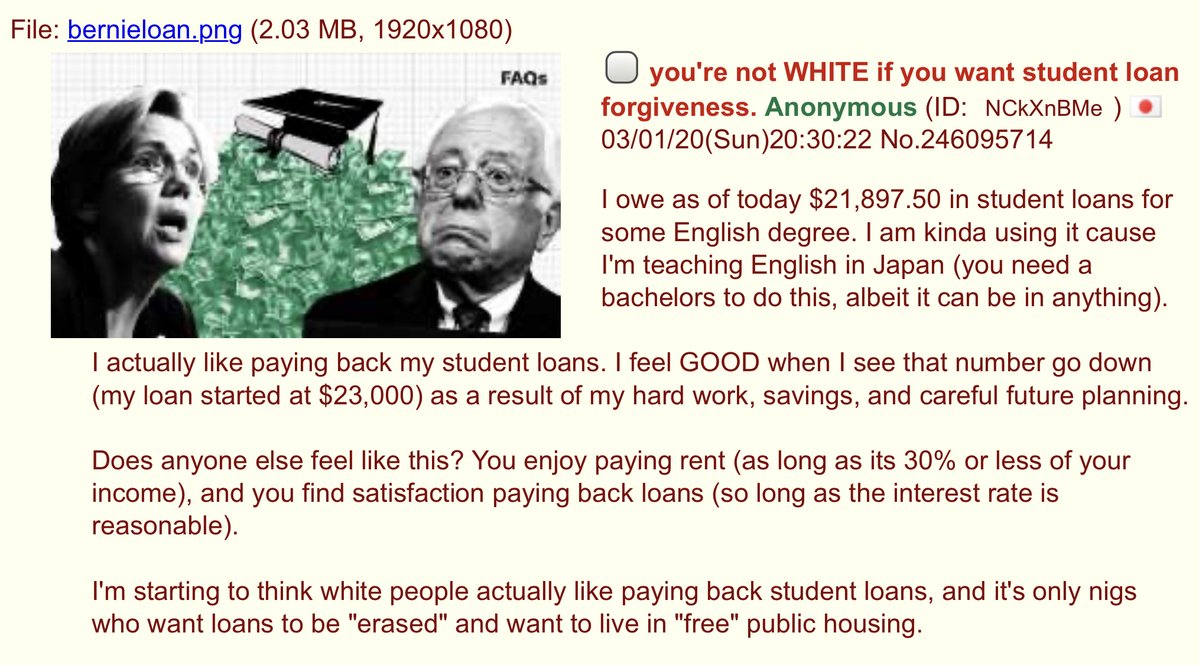 File: bernieloan.png (2.03 MB, 1920x1080)
FAQs
you're not WHITE if you want student loan
forgiveness. Anonymous (ID: NCkXnBMe )
03/01/20(Sun)20:30:22 No.246095714
I owe as of today $21,897.50 in student loans for
some English degree. I am kinda using it cause
I'm teaching English in Japan (you need a
bachelors to do this, albeit it can be in anything).
I actually like paying back my student loans. I feel GOOD when I see that number go down
(my loan started at $23,000) as a result of my hard work, savings, and careful future planning.
Does anyone else feel like this? You enjoy paying rent (as long as its 30% or less of your
income), and you find satisfaction paying back loans (so long as the interest rate is
reasonable).
I'm starting to think white people actually like paying back student loans, and it's only nigs
who want loans to be "erased" and want to live in "free" public housing.